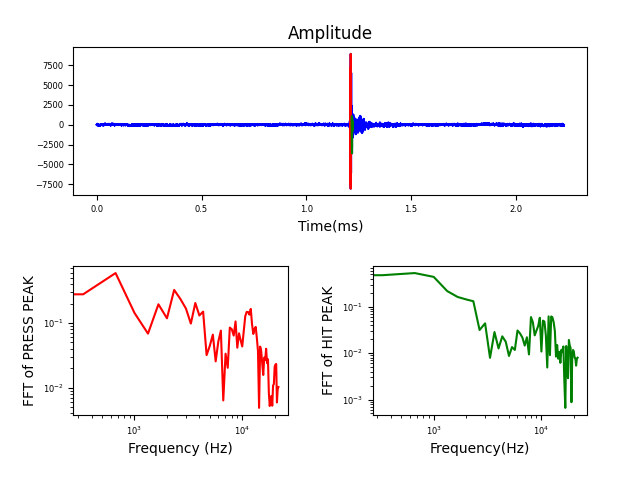 Amplitude
7500
5000
2500
0
−2500
−5000
−7500
0.0 0.5 1.0 1.5 2.0
Time(ms)
FFT of PRESS PEAK
10⁻¹
10⁻²
10³ 10⁴
Frequency (Hz)
FFT of HIT PEAK
10⁻¹
10⁻²
10⁻³
10³ 10⁴
Frequency(Hz)